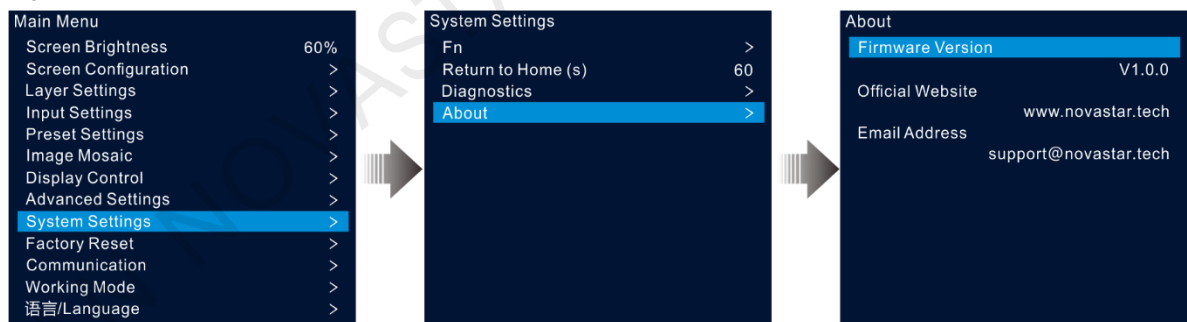 Main Menu
Screen Brightness 60%
Screen Configuration >
Layer Settings >
Input Settings >
Preset Settings >
Image Mosaic >
Display Control >
Advanced Settings >
System Settings >
Factory Reset >
Communication >
Working Mode >
语言/Language >
System Settings
Fn >
Return to Home (s) 60
Diagnostics >
About >
About
Firmware Version
V1.0.0
Official Website
www.novastar.tech
Email Address
support@novastar.tech